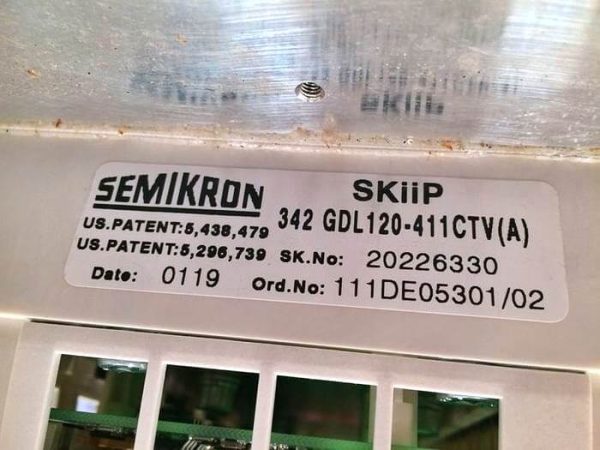 SEMIKRON
SKiiP
US.PATENT:5,438,479
342 GDL120-411CTV(A)
US.PATENT:5,296,739
SK.No: 20226330
Date: 0119
Ord.No: 111DE05301/02